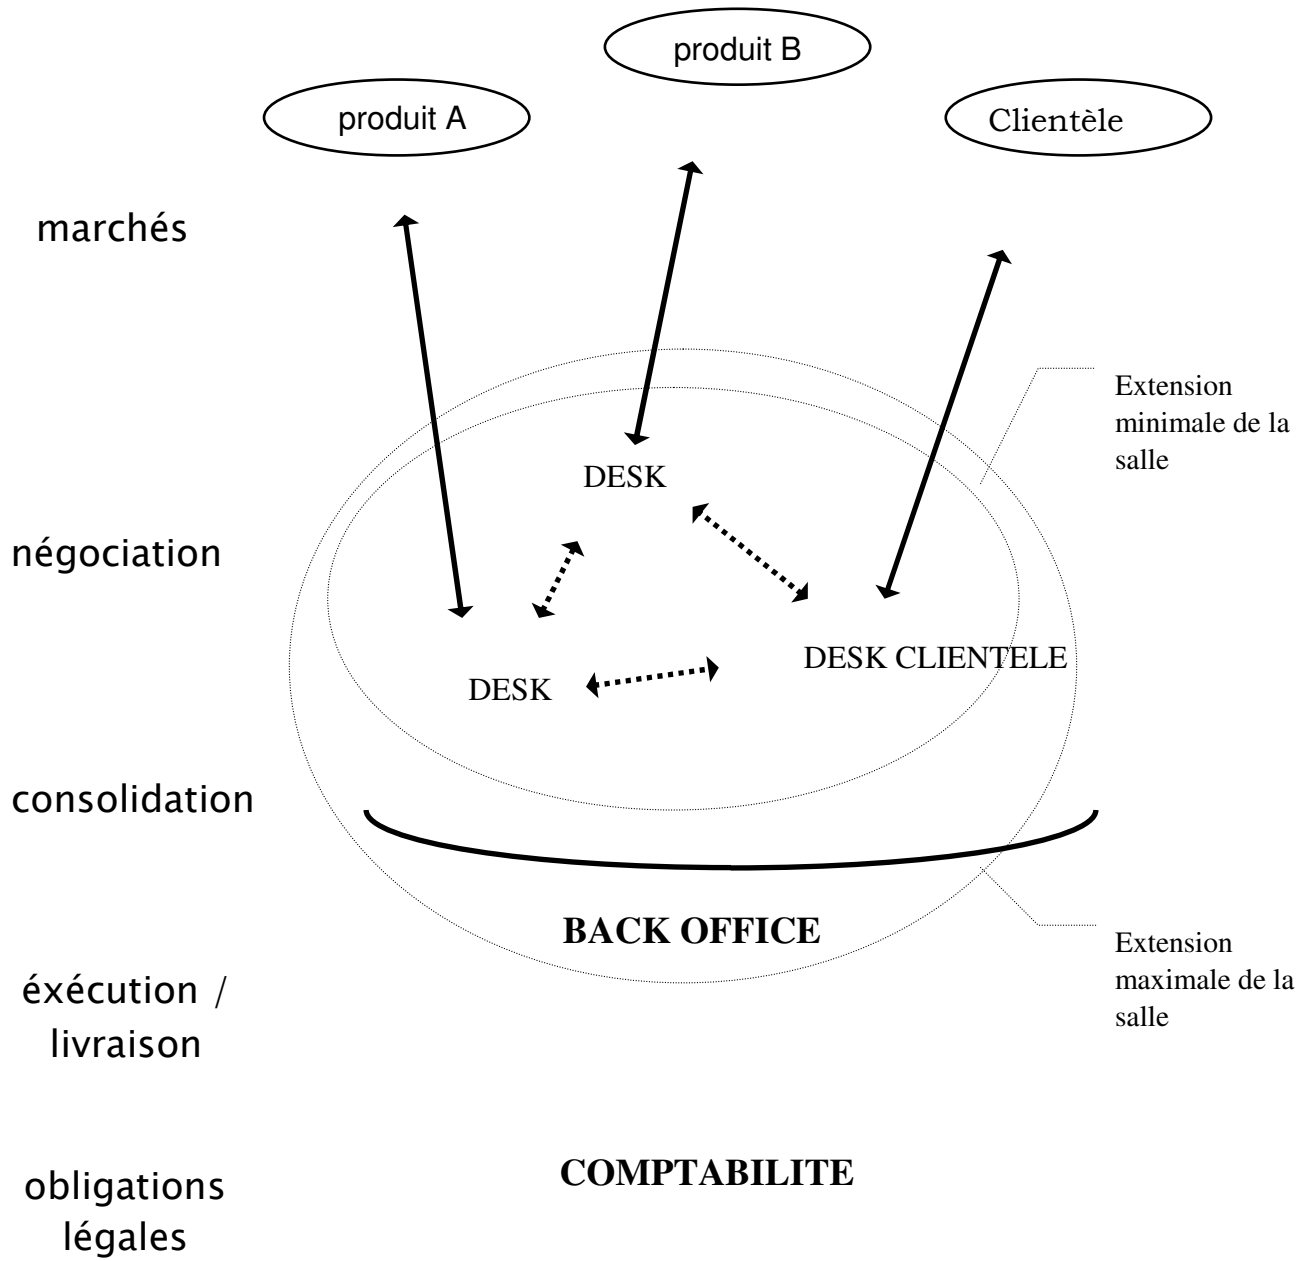 produit B
produit A
Clientèle
marchés
Extension
minimale de la
salle
DESK
négociation
DESK CLIENTELE
DESK
consolidation
BACK OFFICE
Extension
maximale de la
salle
éxécution /
livraison
COMPTABILITE
obligations
légales